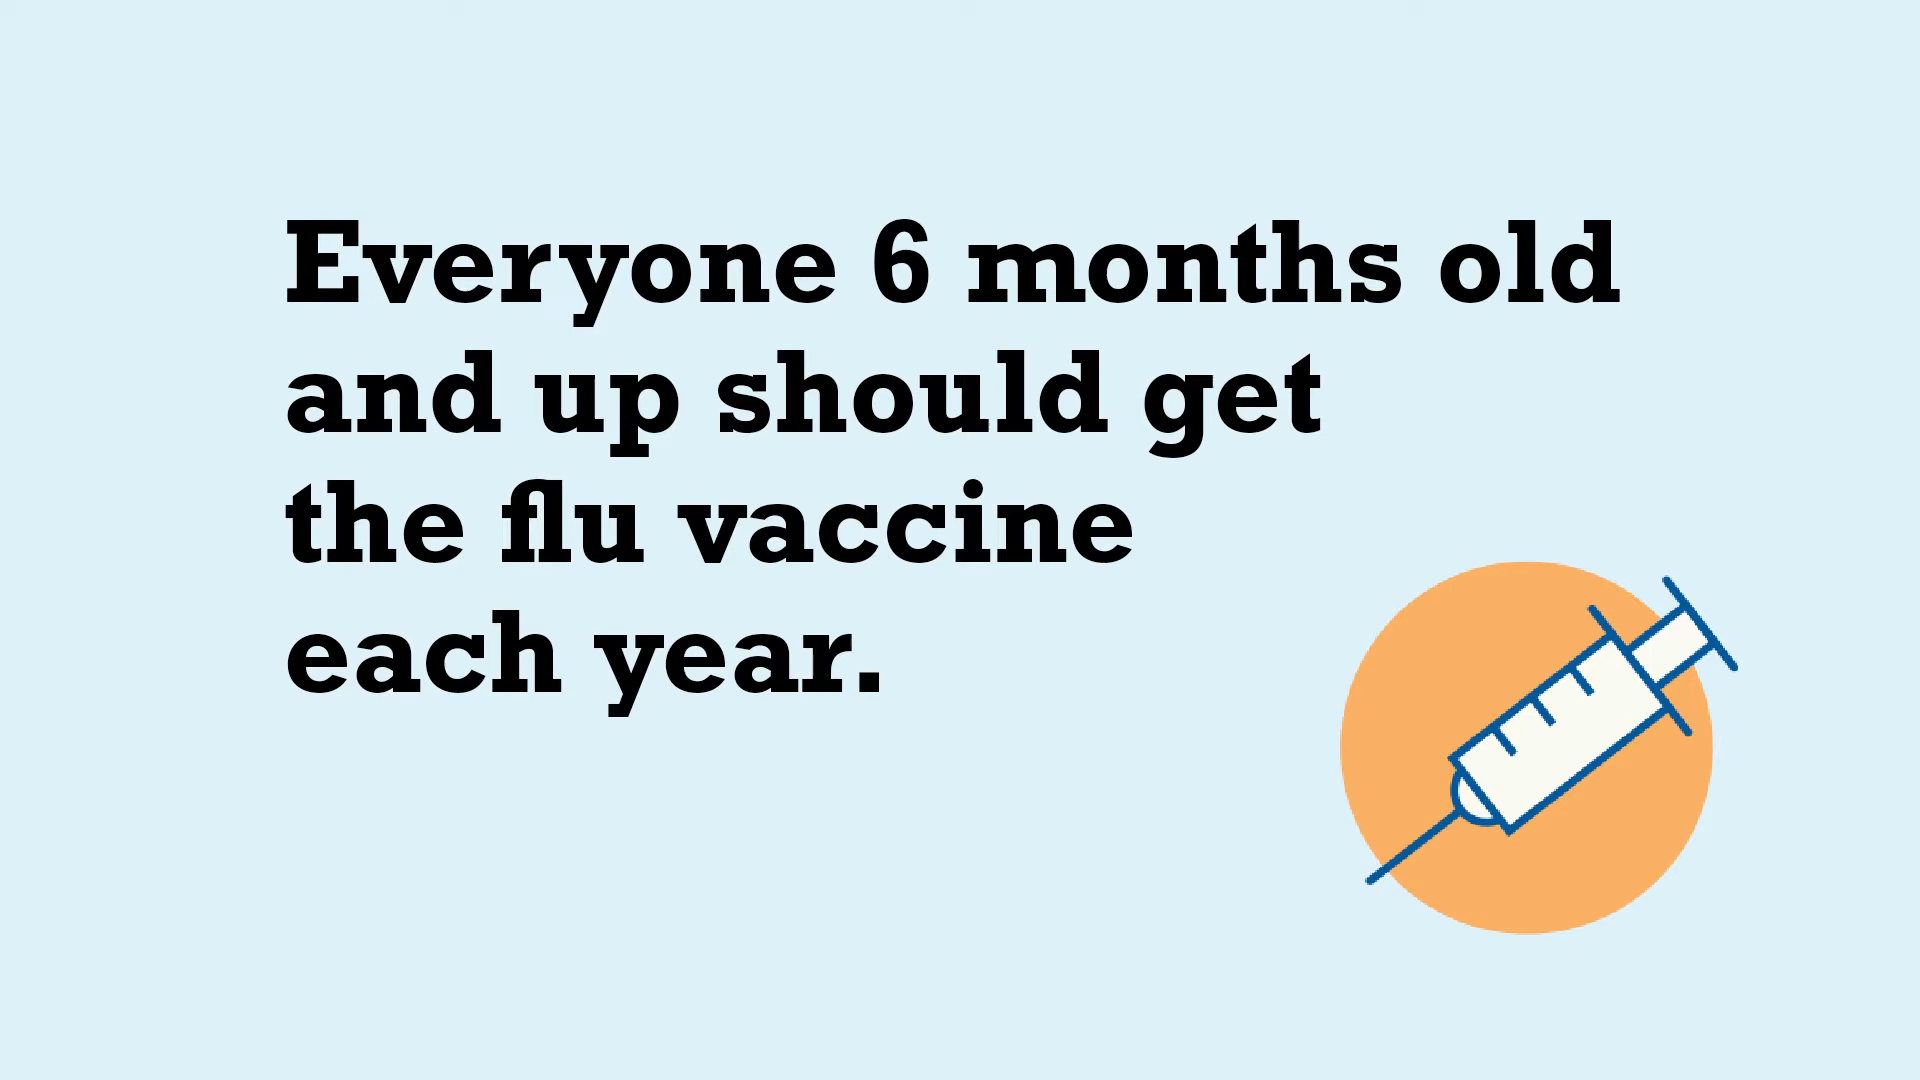 Everyone 6 months old
and up should get
the flu vaccine
each year.